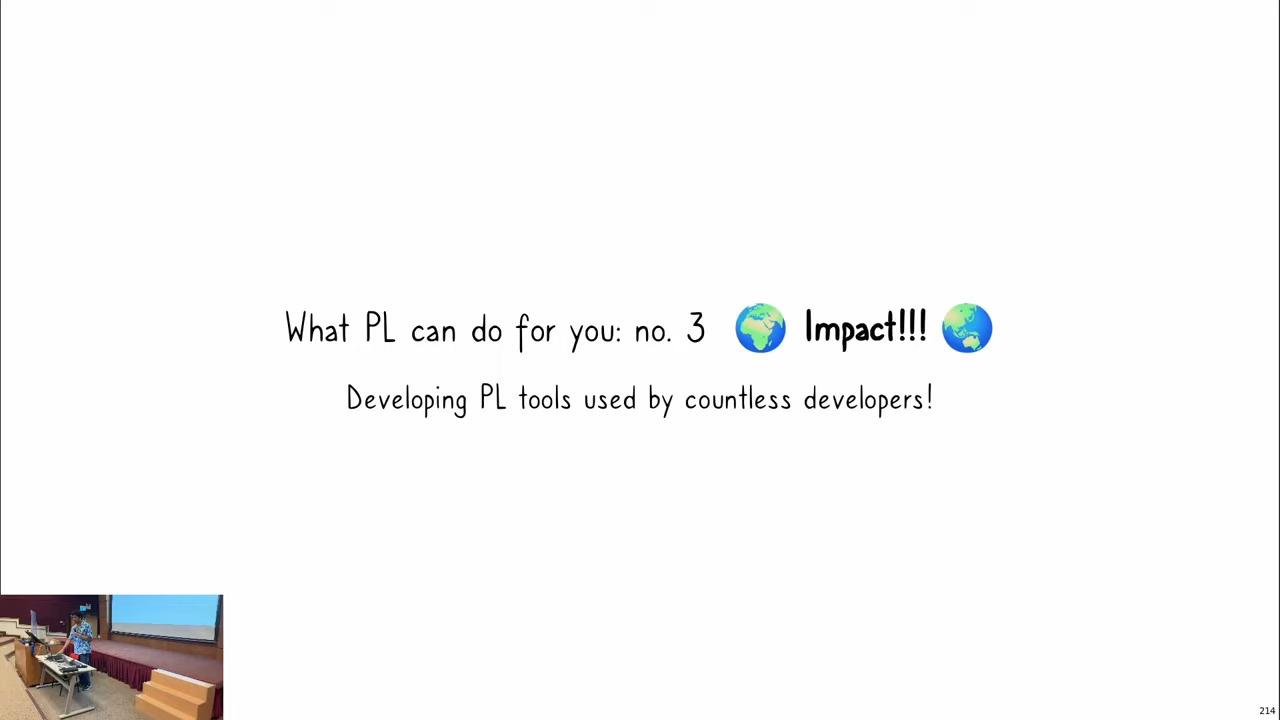 What PL can do for you: no. 3 🌍 Impact!!! 🌏
Developing PL tools used by countless developers!
214